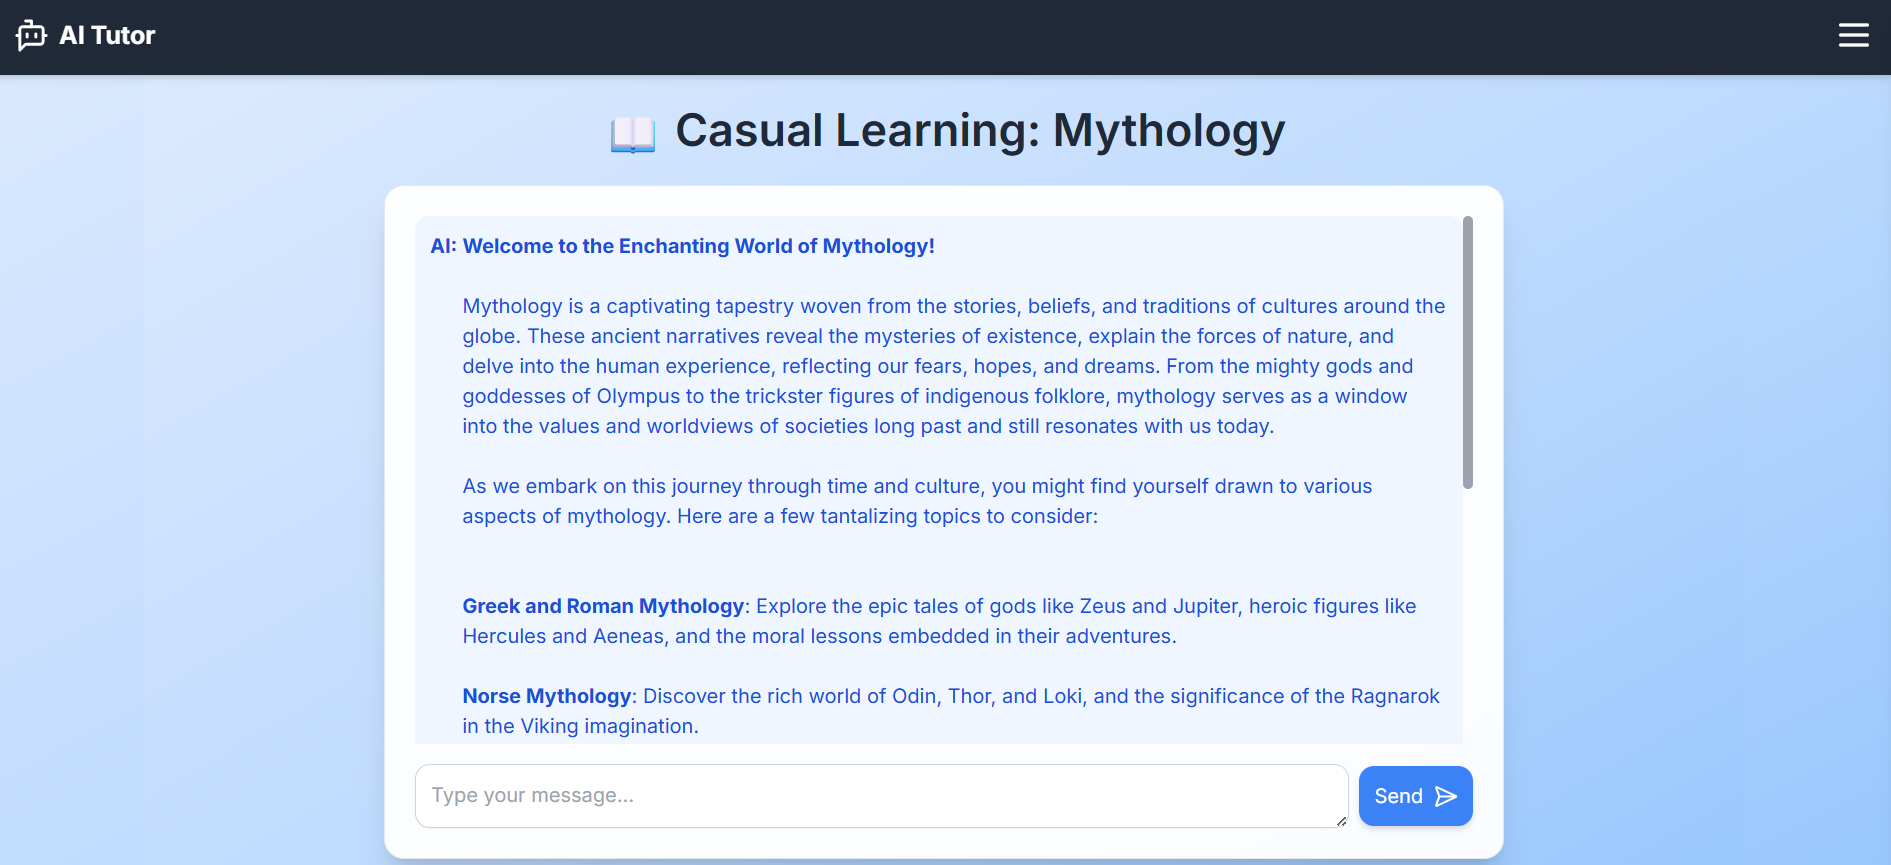 AI Tutor
Casual Learning: Mythology
AI: Welcome to the Enchanting World of Mythology!
Mythology is a captivating tapestry woven from the stories, beliefs, and traditions of cultures around the
globe. These ancient narratives reveal the mysteries of existence, explain the forces of nature, and
delve into the human experience, reflecting our fears, hopes, and dreams. From the mighty gods and
goddesses of Olympus to the trickster figures of indigenous folklore, mythology serves as a window
into the values and worldviews of societies long past and still resonates with us today.
As we embark on this journey through time and culture, you might find yourself drawn to various
aspects of mythology. Here are a few tantalizing topics to consider:
Greek and Roman Mythology: Explore the epic tales of gods like Zeus and Jupiter, heroic figures like
Hercules and Aeneas, and the moral lessons embedded in their adventures.
Norse Mythology: Discover the rich world of Odin, Thor, and Loki, and the significance of the Ragnarok
in the Viking imagination.
Type your message...
Send